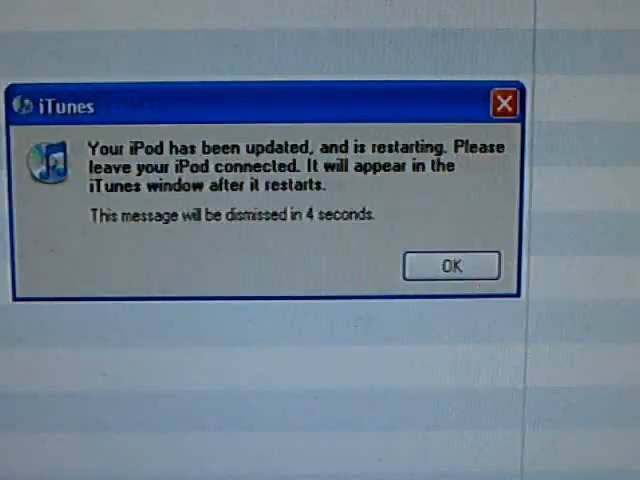 iTunes
Your iPod has been updated, and is restarting. Please
leave your iPod connected. It will appear in the
iTunes window after it restarts.
This message will be dismissed in 4 seconds.
OK